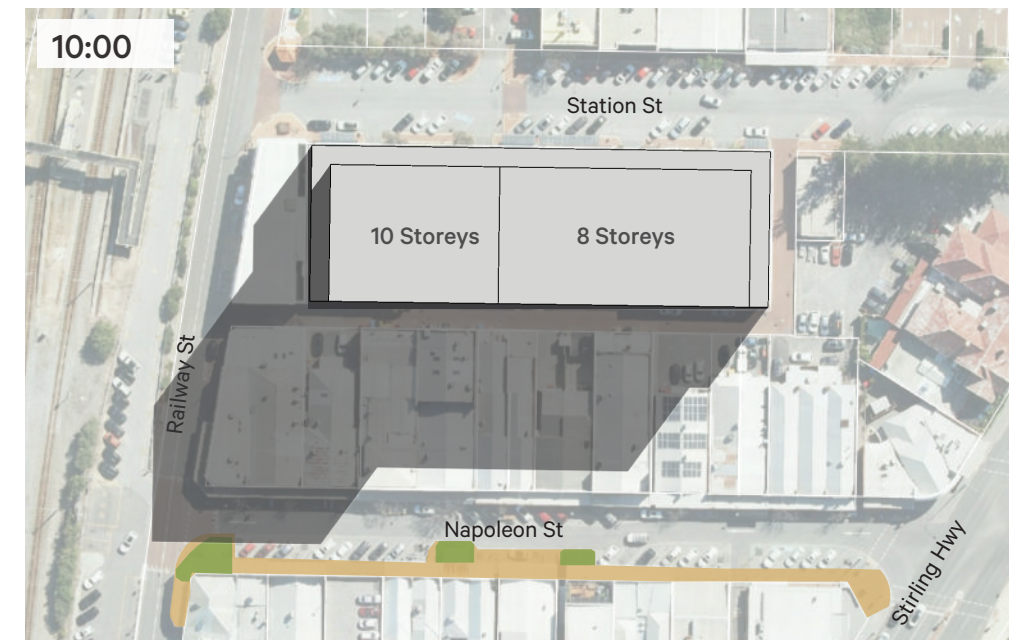 10:00
Station St
10 Storeys
8 Storeys
Railway St
Napoleon St
Stirling Hwy